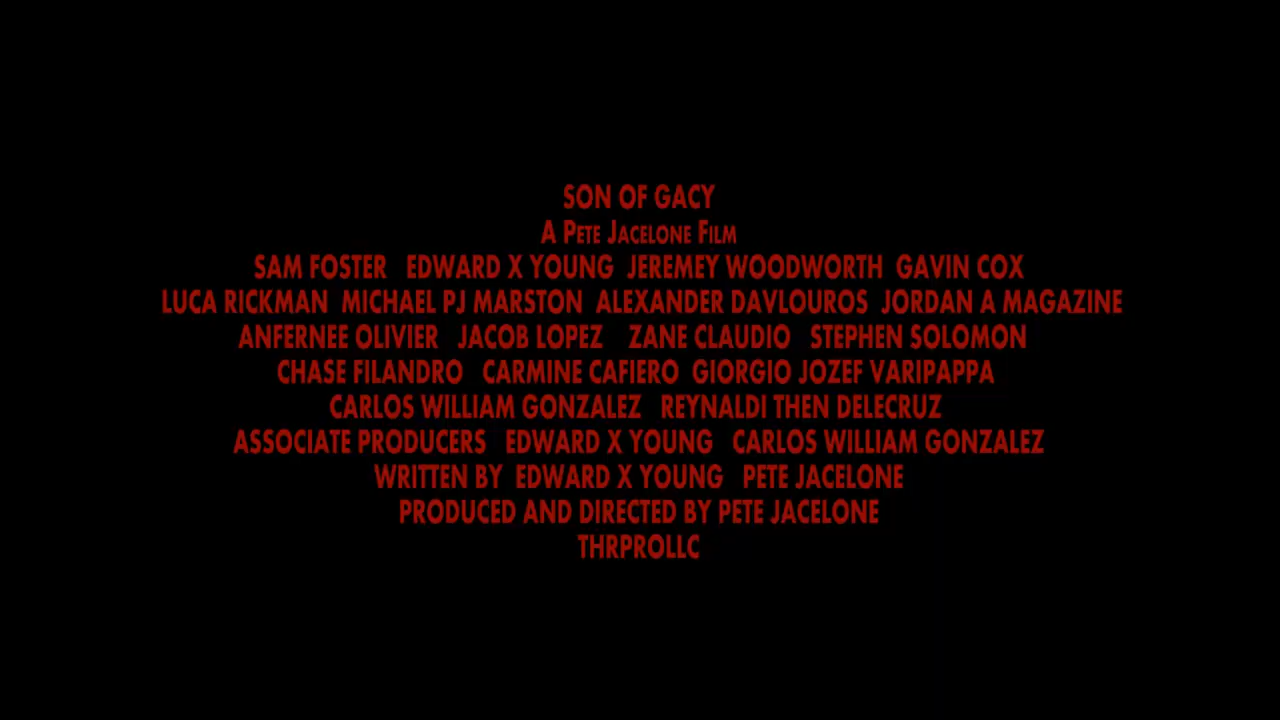 SON OF GACY
A Pete Jacelone Film
SAM FOSTER EDWARD X YOUNG JEREMEY WOODWORTH GAVIN COX
LUCA RICKMAN MICHAEL PJ MARSTON ALEXANDER DAVLOUROS JORDAN A MAGAZINE
ANFERNEE OLIVIER JACOB LOPEZ ZANE CLAUDIO STEPHEN SOLOMON
CHASE FILANDRO CARMINE CAFIERO GIORGIO JOZEF VARIPAPPA
CARLOS WILLIAM GONZALEZ REYNALDI THEN DELECRUZ
ASSOCIATE PRODUCERS EDWARD X YOUNG CARLOS WILLIAM GONZALEZ
WRITTEN BY EDWARD X YOUNG PETE JACELONE
PRODUCED AND DIRECTED BY PETE JACELONE
THRPROLLC